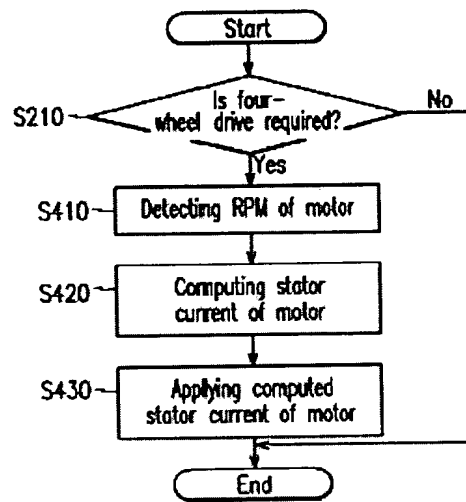 Start
Is four-
wheel drive required?
No
S210
Yes
S410
Detecting RPM of motor
S420
Computing stator
current of motor
S430
Applying computed
stator current of motor
End